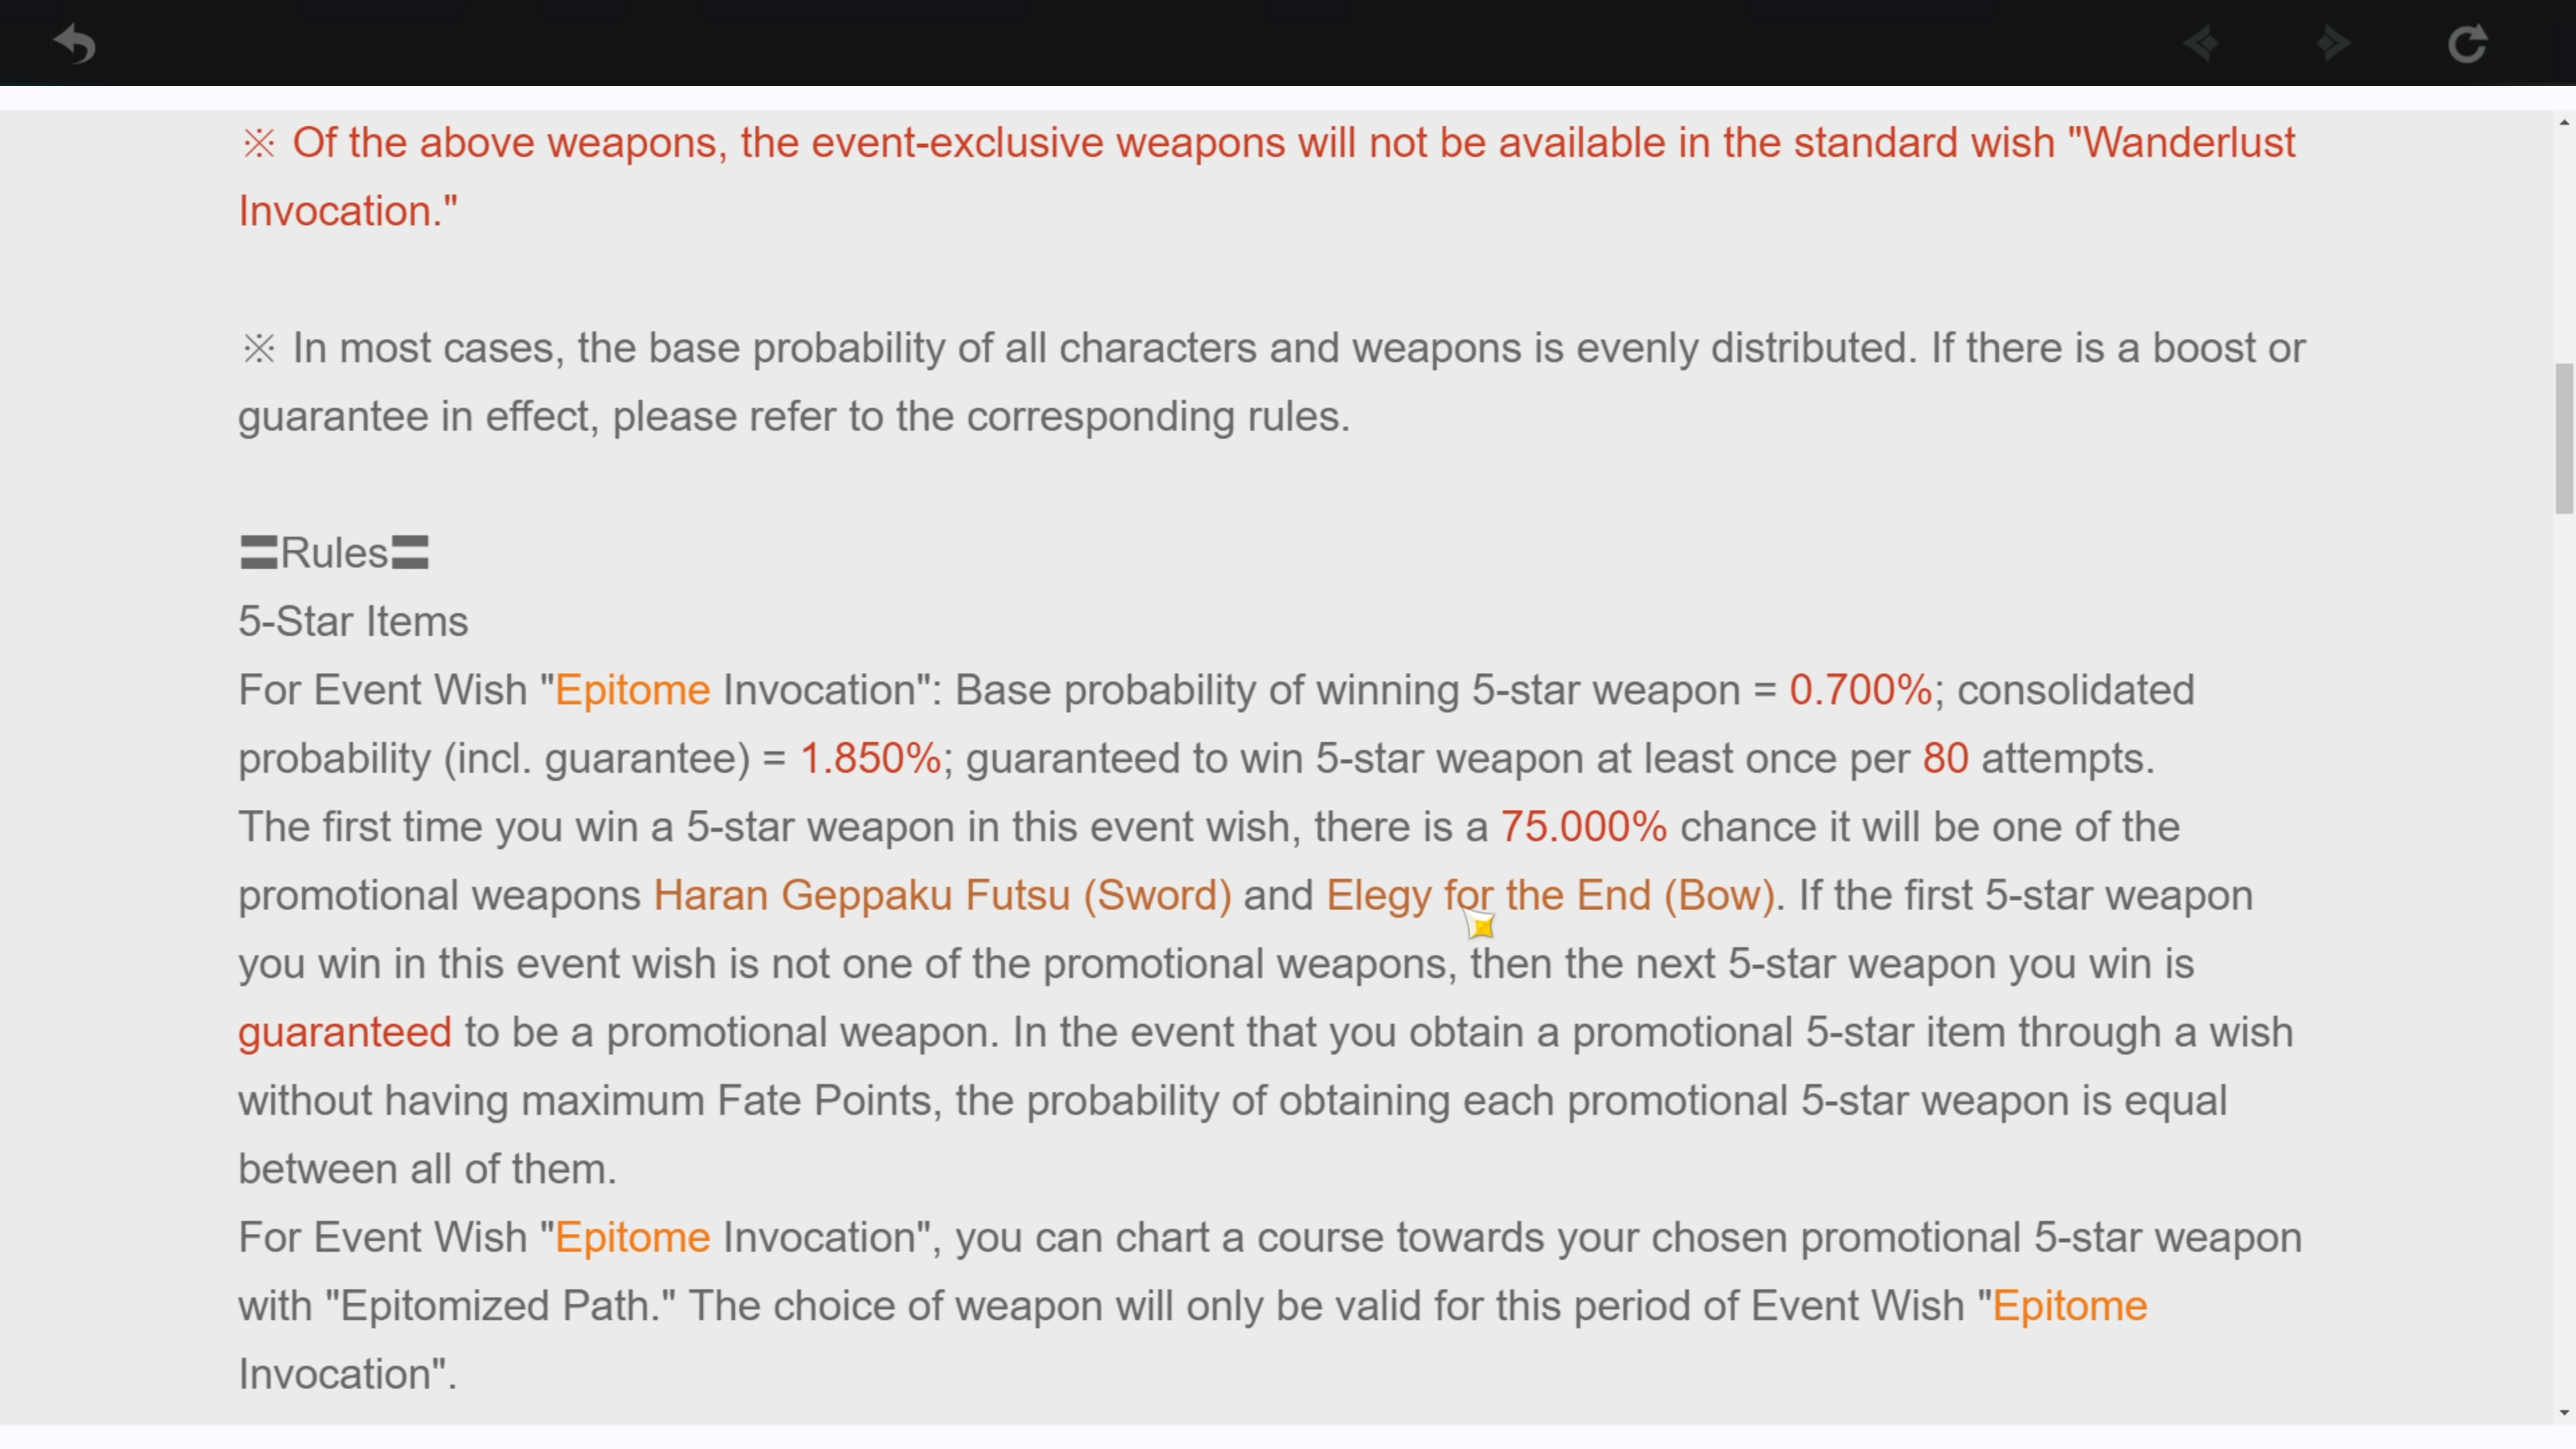 ※ Of the above weapons, the event-exclusive weapons will not be available in the standard wish "Wanderlust
Invocation."
※ In most cases, the base probability of all characters and weapons is evenly distributed. If there is a boost or
guarantee in effect, please refer to the corresponding rules.
〓Rules〓
5-Star Items
For Event Wish "Epitome Invocation": Base probability of winning 5-star weapon = 0.700%; consolidated
probability (incl. guarantee) = 1.850%; guaranteed to win 5-star weapon at least once per 80 attempts.
The first time you win a 5-star weapon in this event wish, there is a 75.000% chance it will be one of the
promotional weapons Haran Geppaku Futsu (Sword) and Elegy for the End (Bow). If the first 5-star weapon
you win in this event wish is not one of the promotional weapons, then the next 5-star weapon you win is
guaranteed to be a promotional weapon. In the event that you obtain a promotional 5-star item through a wish
without having maximum Fate Points, the probability of obtaining each promotional 5-star weapon is equal
between all of them.
For Event Wish "Epitome Invocation", you can chart a course towards your chosen promotional 5-star weapon
with "Epitomized Path." The choice of weapon will only be valid for this period of Event Wish "Epitome
Invocation".